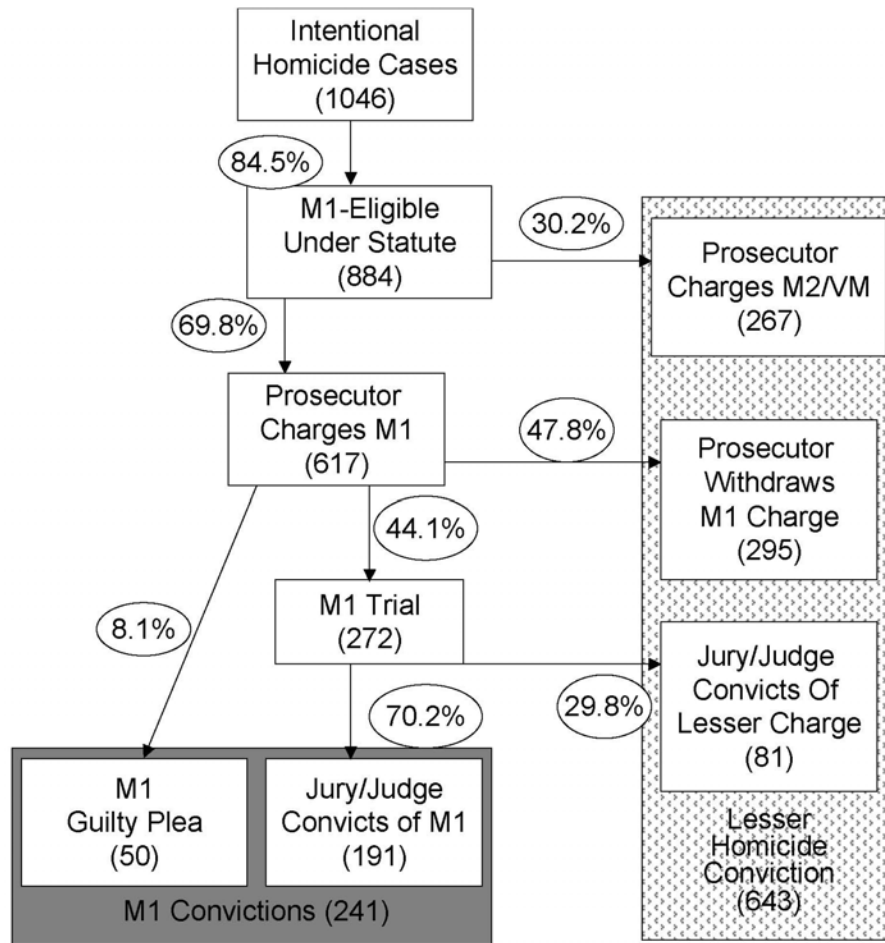 Intentional
Homicide Cases
(1046)
84.5%
M1-Eligible
Under Statute
(884)
30.2%
Prosecutor
Charges M2/VM
(267)
69.8%
Prosecutor
Charges M1
(617)
47.8%
Prosecutor
Withdraws
M1 Charge
(295)
44.1%
8.1%
M1 Trial
(272)
Jury/Judge
Convicts Of
Lesser Charge
(81)
70.2%
29.8%
M1
Guilty Plea
(50)
Jury/Judge
Convicts of M1
(191)
M1 Convictions (241)
Lesser
Homicide
Conviction
(643)